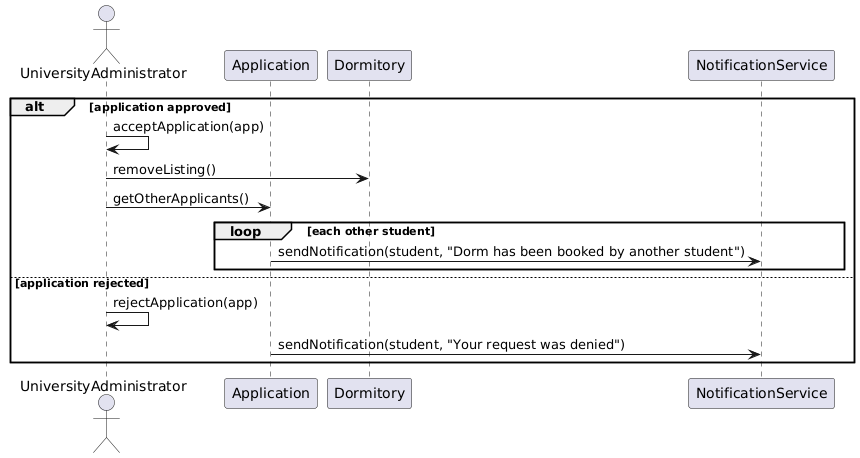 UniversityAdministrator
Application
Dormitory
NotificationService
alt
[application approved]
acceptApplication(app)
removeListing()
getOtherApplicants()
loop
[each other student]
sendNotification(student, "Dorm has been booked by another student")
[application rejected]
rejectApplication(app)
sendNotification(student, "Your request was denied")
UniversityAdministrator
Application
Dormitory
NotificationService